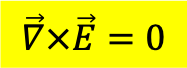 ∇⃗×E⃗ = 0